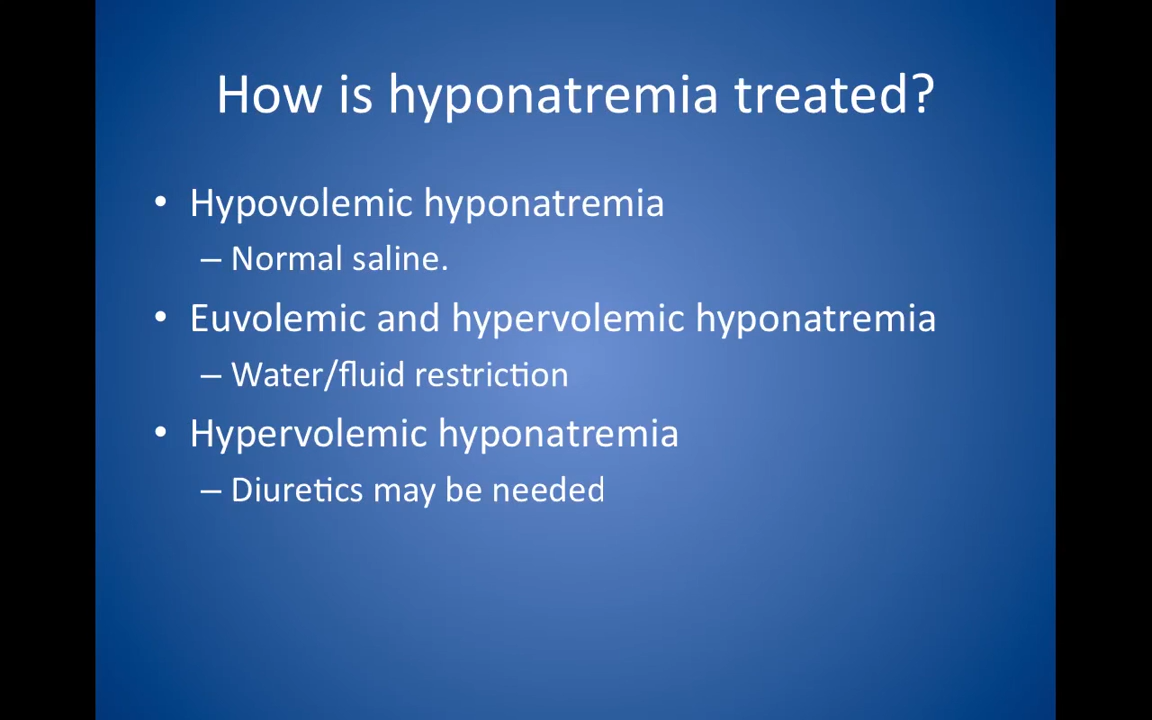 How is hyponatremia treated?
• Hypovolemic hyponatremia
– Normal saline.
• Euvolemic and hypervolemic hyponatremia
– Water/fluid restriction
• Hypervolemic hyponatremia
– Diuretics may be needed